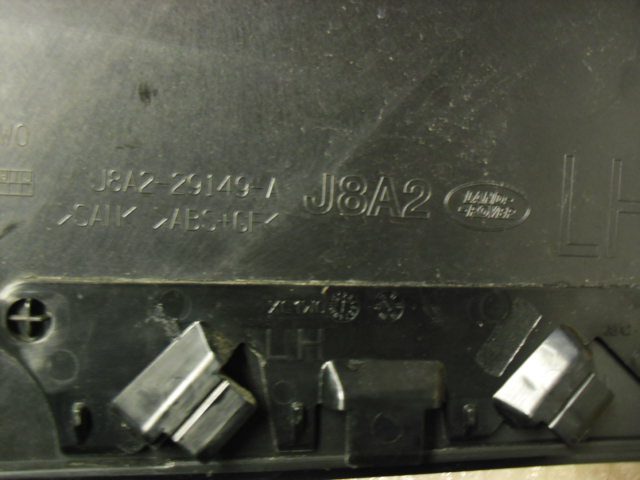 J8A2-29149-A
>SAN< >ABS+GF<
J8A2
LAND-
ROVER
LH
LH